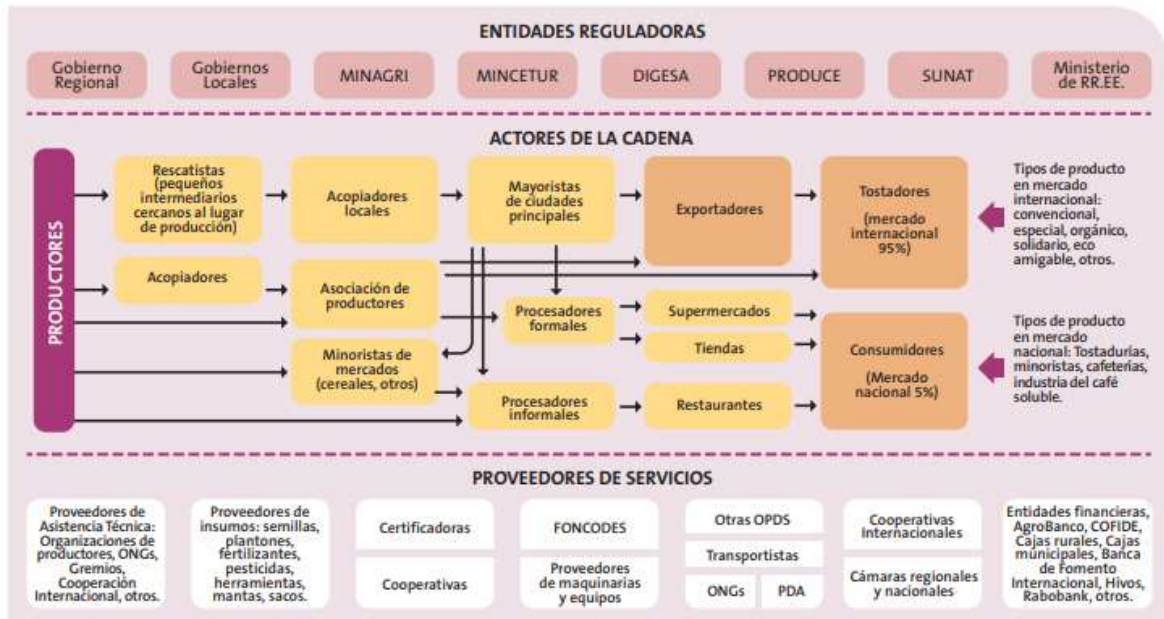 ENTIDADES REGULADORAS
Gobierno
Regional
Gobiernos
Locales
MINAGRI
MINCETUR
DIGESA
PRODUCE
SUNAT
Ministerio
de RR.EE.
ACTORES DE LA CADENA
PRODUCTORES
Rescatistas
(pequeños
intermediarios
cercanos al lugar
de producción)
Acopiadores
locales
Mayoristas
de ciudades
principales
Exportadores
Tostadores
(mercado
internacional
95%)
Tipos de producto
en mercado
internacional:
convencional,
especial, orgánico,
solidario, eco
amigable, otros.
Acopiadores
Asociación de
productores
Procesadores
formales
Supermercados
Tiendas
Minoristas de
mercados
(cereales, otros)
Procesadores
informales
Restaurantes
Consumidores
(Mercado
nacional 5%)
Tipos de producto
en mercado
nacional: Tostadurías,
minoristas, cafeterías,
industria del café
soluble.
PROVEEDORES DE SERVICIOS
Proveedores de
Asistencia Técnica:
Organizaciones de
productores, ONGs,
Gremios,
Cooperación
Internacional, otros.
Proveedores de
insumos: semillas,
plantones,
fertilizantes,
pesticidas,
herramientas,
mantas, sacos.
Certificadoras
Cooperativas
FONCODES
Proveedores
de maquinarias
y equipos
Otras OPDS
Transportistas
ONGs
PDA
Cooperativas
Internacionales
Cámaras regionales
y nacionales
Entidades financieras,
AgroBanco, COFIDE,
Cajas rurales, Cajas
municipales, Banca
de Fomento
Internacional, Hivos,
Rabobank, otros.